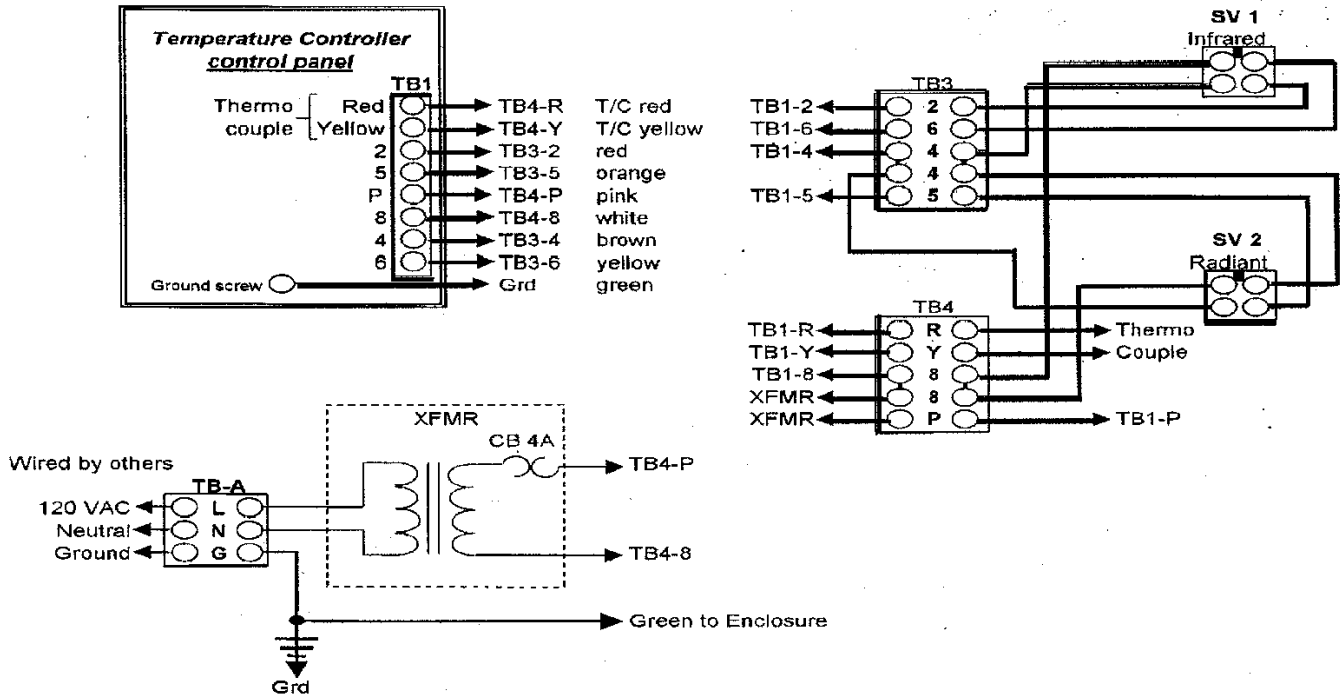 Temperature Controller
control panel
TB1
Thermo Red TB4-R T/C red
couple Yellow TB4-Y T/C yellow
2 TB3-2 red
5 TB3-5 orange
P TB4-P pink
8 TB4-8 white
4 TB3-4 brown
6 TB3-6 yellow
Ground screw Grd green
SV 1
Infrared
TB3
TB1-2 2
TB1-6 6
TB1-4 4
4
TB1-5 5
SV 2
Radiant
TB4
TB1-R R Thermo
TB1-Y Y Couple
TB1-8 8
XFMR 8
XFMR P TB1-P
XFMR
CB 4A
TB4-P
TB4-8
Wired by others
TB-A
120 VAC L
Neutral N
Ground G
Green to Enclosure
Grd